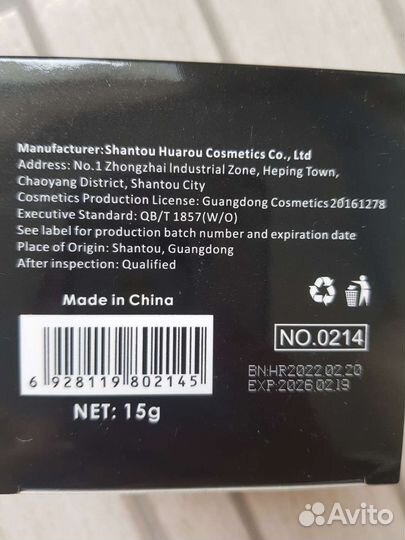 Manufacturer:Shantou Huarou Cosmetics Co., Ltd
Address: No.1 Zhongzhai Industrial Zone, Heping Town,
Chaoyang District, Shantou City
Cosmetics Production License: Guangdong Cosmetics 20161278
Executive Standard: QB/T 1857(W/O)
See label for production batch number and expiration date
Place of Origin: Shantou, Guangdong
After inspection: Qualified
Made in China
NO.0214
6 928119 802145
BN:HR2022.02.20
EXP:2026.02.19
NET: 15g
Avito